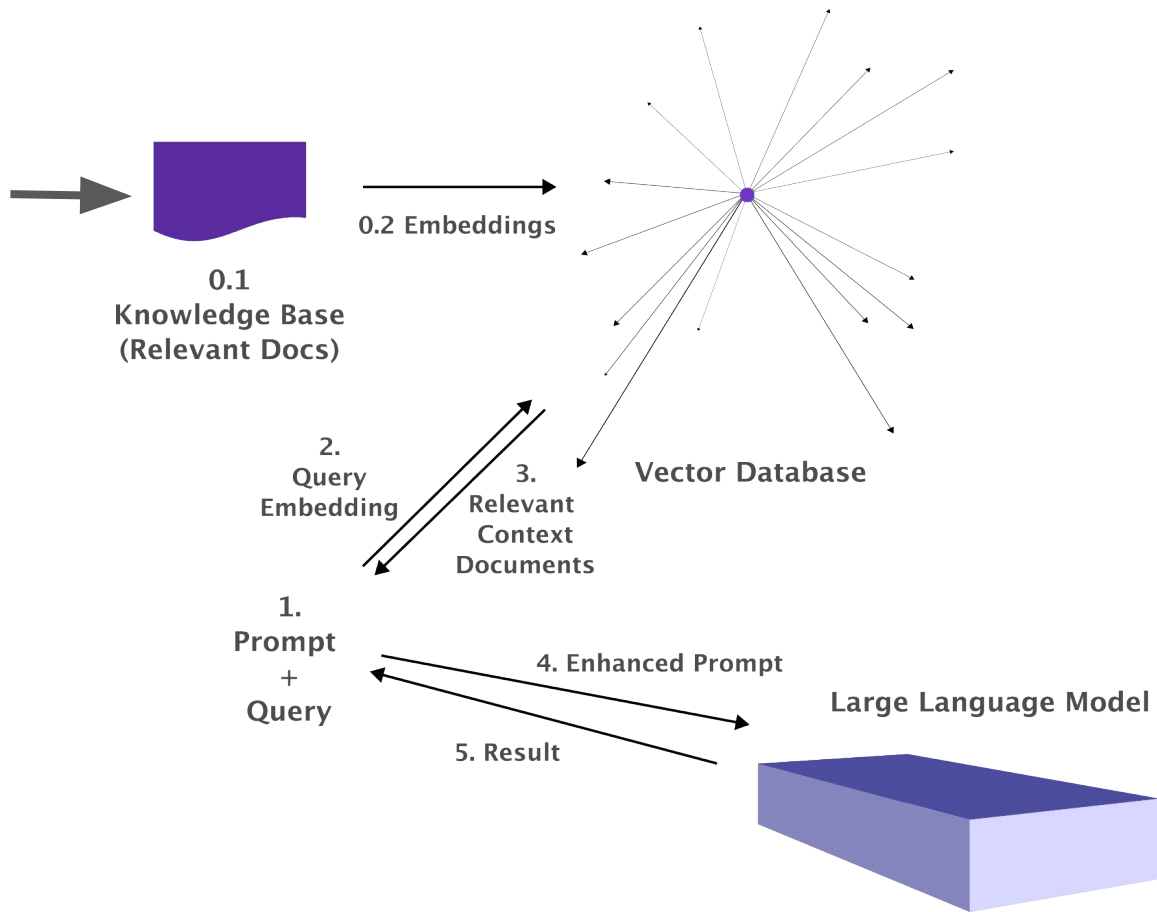 0.1
Knowledge Base
(Relevant Docs)
0.2 Embeddings
Vector Database
2.
Query
Embedding
3.
Relevant
Context
Documents
1.
Prompt
+
Query
4. Enhanced Prompt
5. Result
Large Language Model